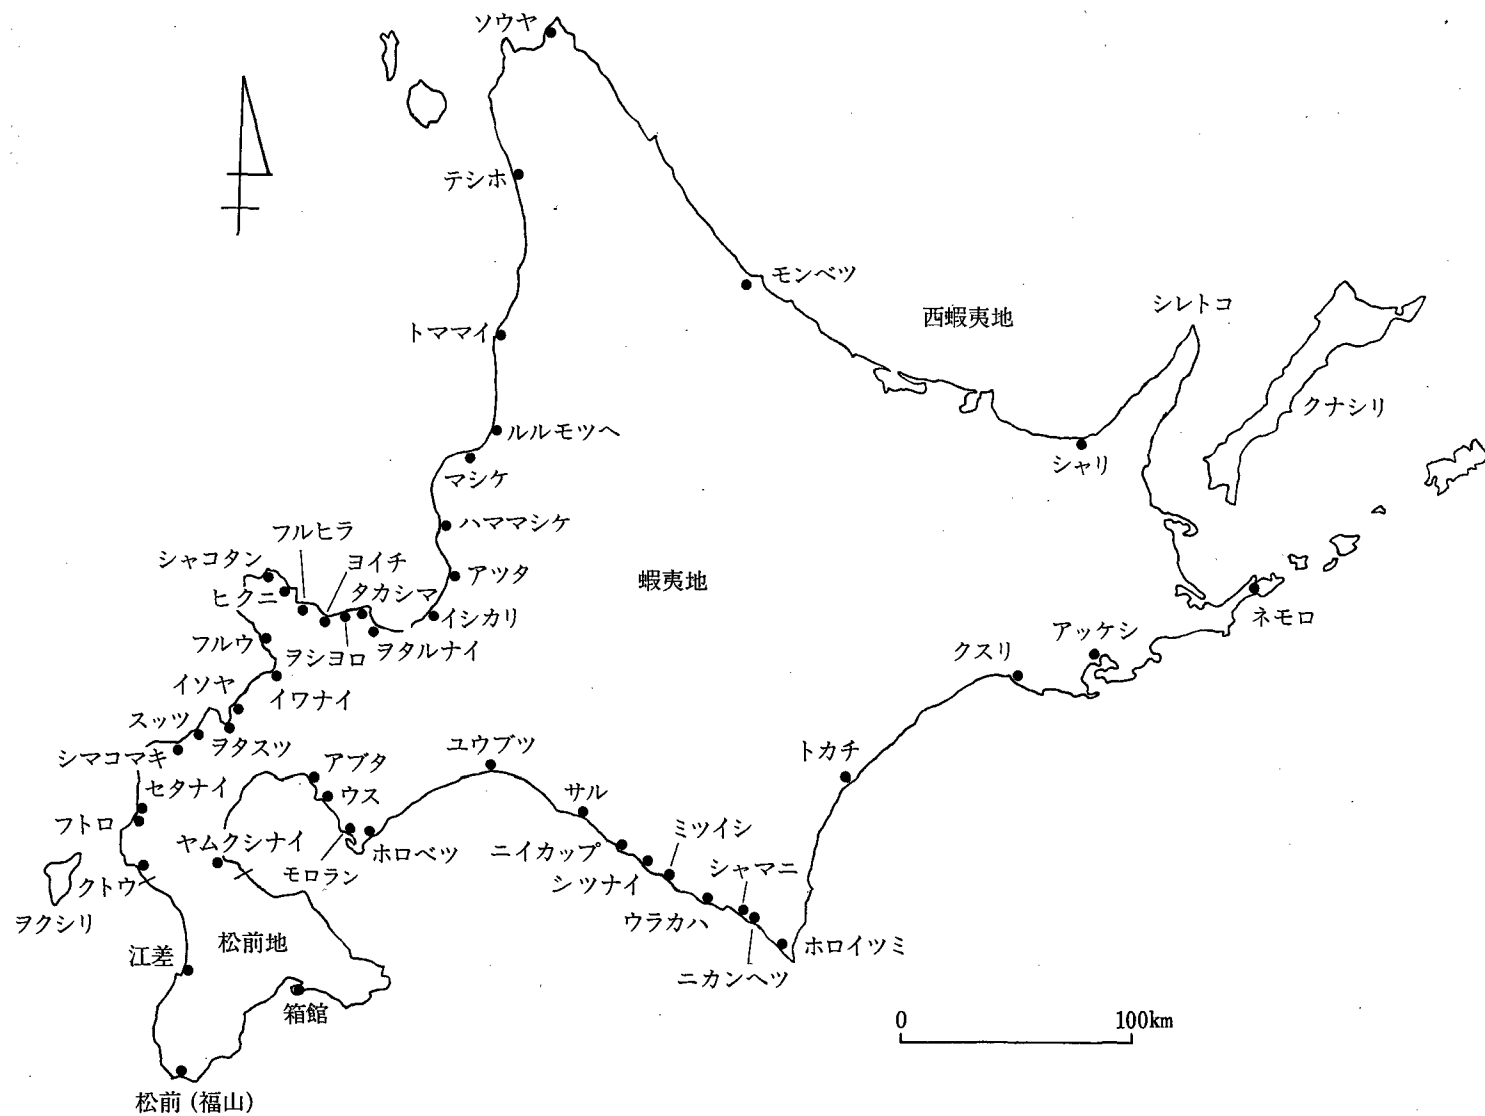 ソウヤ
テシホ
モンベツ
シレトコ
西蝦夷地
トママイ
クナシリ
ルルモツヘ
シャリ
マシケ
ハママシケ
フルヒラ
シャコタン
ヨイチ
アツタ
蝦夷地
ヒクニ
タカシマ
イシカリ
ネモロ
フルウ
ヲショロ
ヲタルナイ
アッケシ
クスリ
イソヤ
イワナイ
スッツ
ヲタスツ
シマコマキ
アブタ
ユウブツ
トカチ
セタナイ
ウス
サル
フトロ
ヤムクシナイ
ホロベツ
ニイカップ
ミツイシ
クトウ
モロラン
シツナイ
シャマニ
ヲクシリ
ウラカハ
松前地
江差
ホロイツミ
ニカンヘツ
箱館
0 100km
松前(福山)